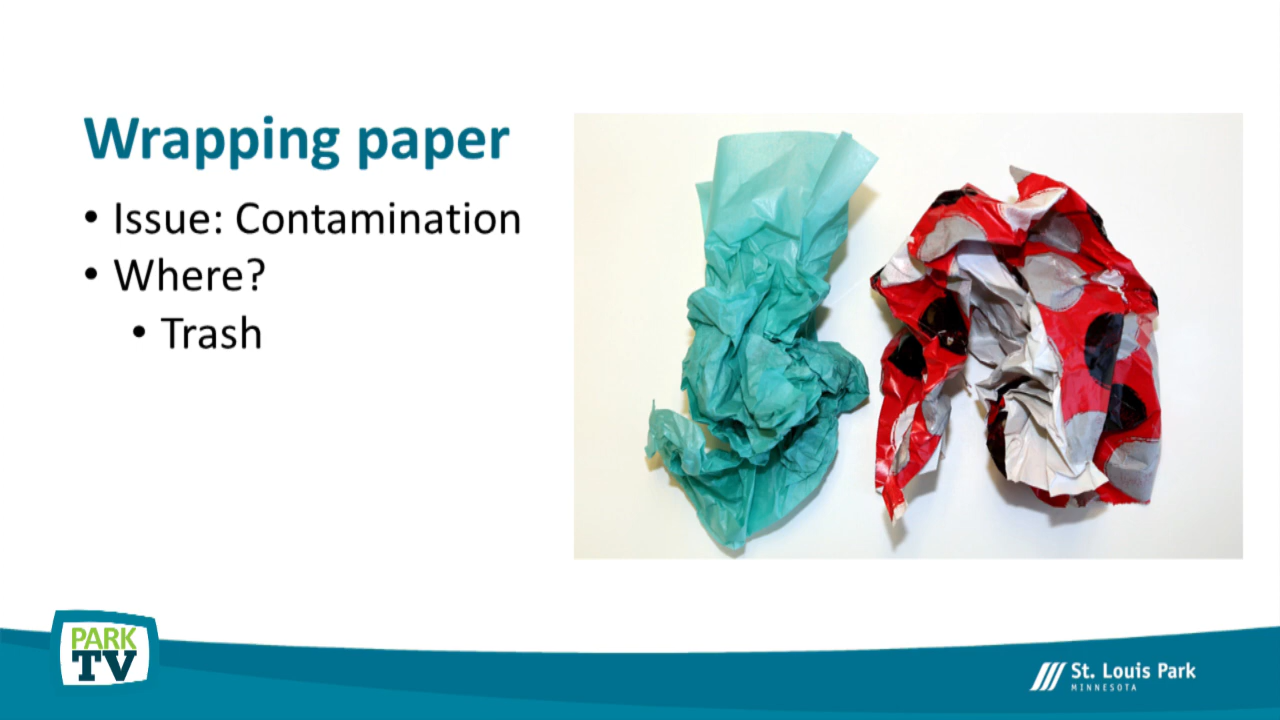 Wrapping paper
• Issue: Contamination
• Where?
• Trash
PARK
TV
St. Louis Park
MINNESOTA